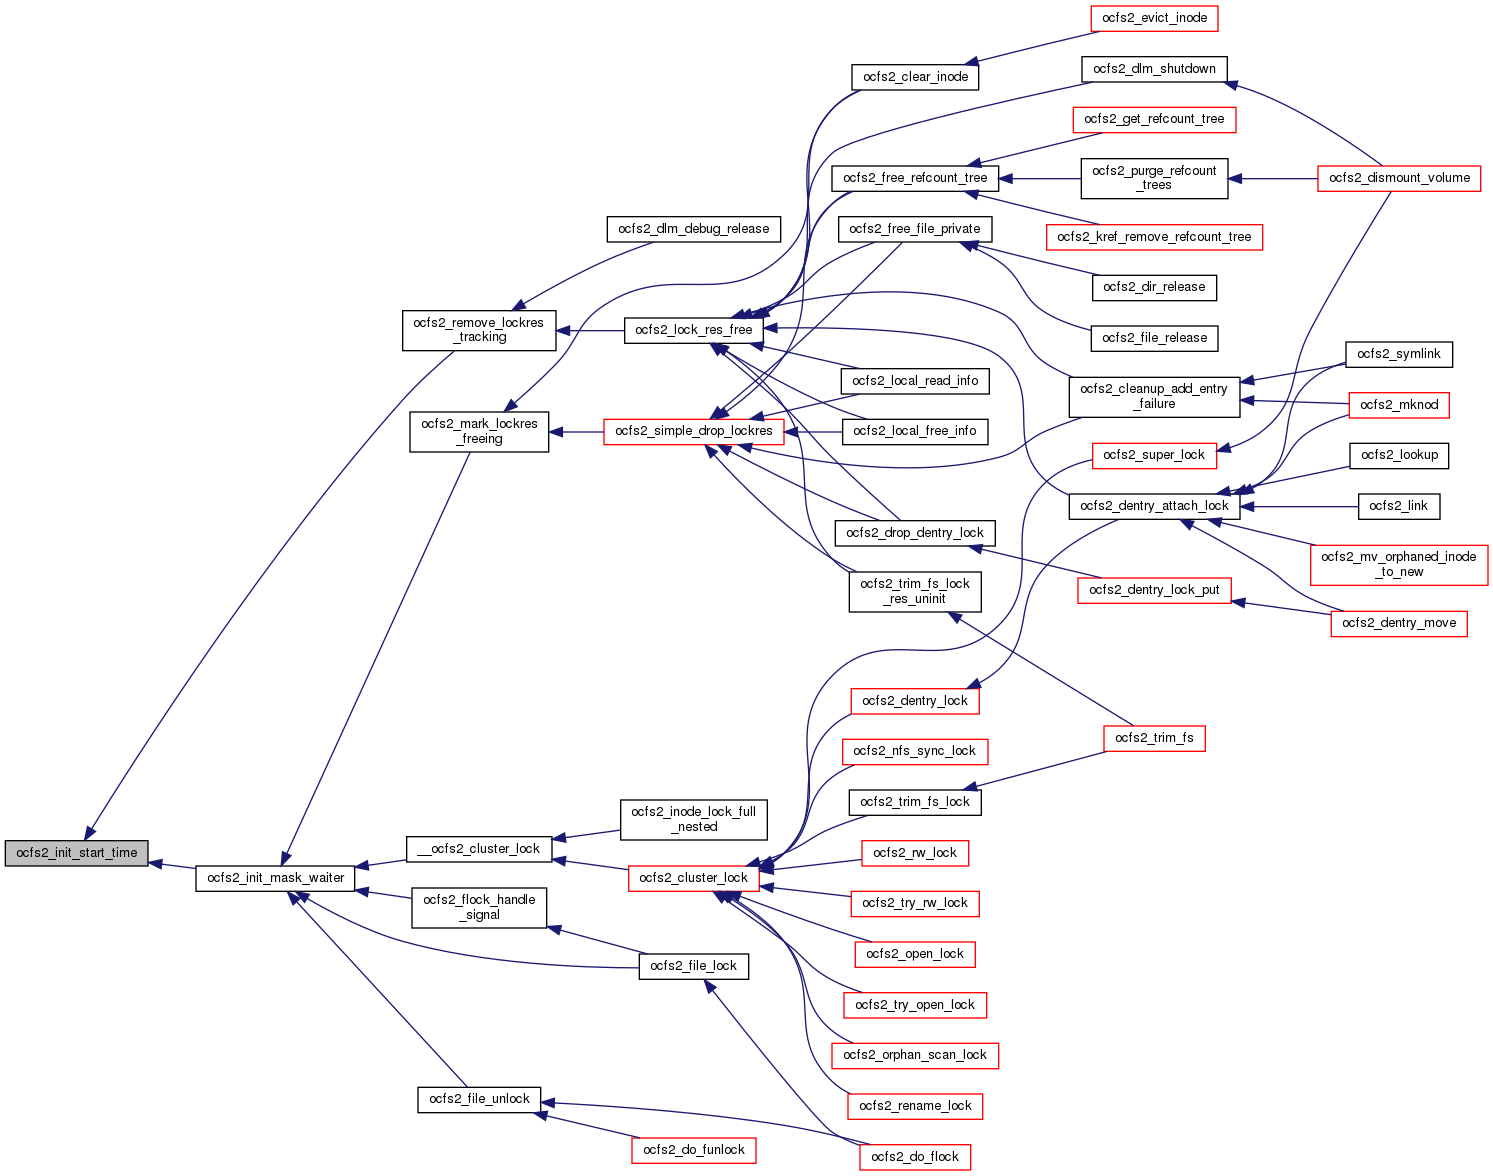 ocfs2_evict_inode
ocfs2_clear_inode
ocfs2_dlm_shutdown
ocfs2_get_refcount_tree
ocfs2_free_refcount_tree
ocfs2_purge_refcount
_trees
ocfs2_dismount_volume
ocfs2_dlm_debug_release
ocfs2_free_file_private
ocfs2_kref_remove_refcount_tree
ocfs2_dir_release
ocfs2_remove_lockres
_tracking
ocfs2_lock_res_free
ocfs2_file_release
ocfs2_symlink
ocfs2_local_read_info
ocfs2_cleanup_add_entry
_failure
ocfs2_mknod
ocfs2_mark_lockres
_freeing
ocfs2_simple_drop_lockres
ocfs2_local_free_info
ocfs2_super_lock
ocfs2_lookup
ocfs2_dentry_attach_lock
ocfs2_link
ocfs2_drop_dentry_lock
ocfs2_mv_orphaned_inode
_to_new
ocfs2_trim_fs_lock
_res_uninit
ocfs2_dentry_lock_put
ocfs2_dentry_move
ocfs2_dentry_lock
ocfs2_trim_fs
ocfs2_nfs_sync_lock
ocfs2_trim_fs_lock
ocfs2_inode_lock_full
_nested
ocfs2_init_start_time
__ocfs2_cluster_lock
ocfs2_rw_lock
ocfs2_init_mask_waiter
ocfs2_cluster_lock
ocfs2_try_rw_lock
ocfs2_flock_handle
_signal
ocfs2_open_lock
ocfs2_file_lock
ocfs2_try_open_lock
ocfs2_orphan_scan_lock
ocfs2_file_unlock
ocfs2_rename_lock
ocfs2_do_funlock
ocfs2_do_flock